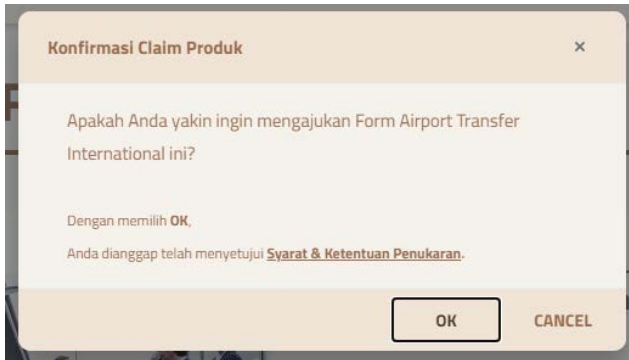 Konfirmasi Claim Produk ×
Apakah Anda yakin ingin mengajukan Form Airport Transfer
International ini?
Dengan memilih OK,
Anda dianggap telah menyetujui Syarat & Ketentuan Penukaran.
OK CANCEL